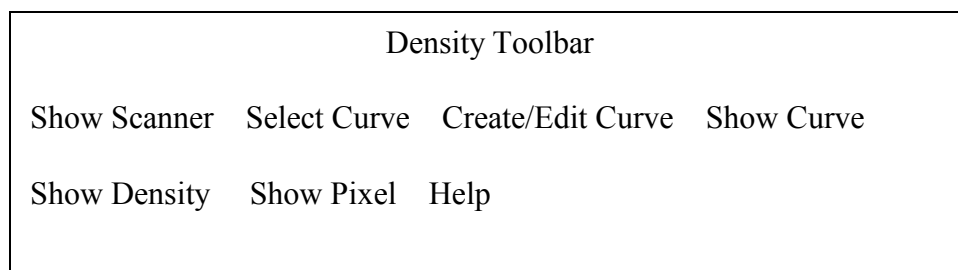 Density Toolbar
Show Scanner Select Curve Create/Edit Curve Show Curve
Show Density Show Pixel Help